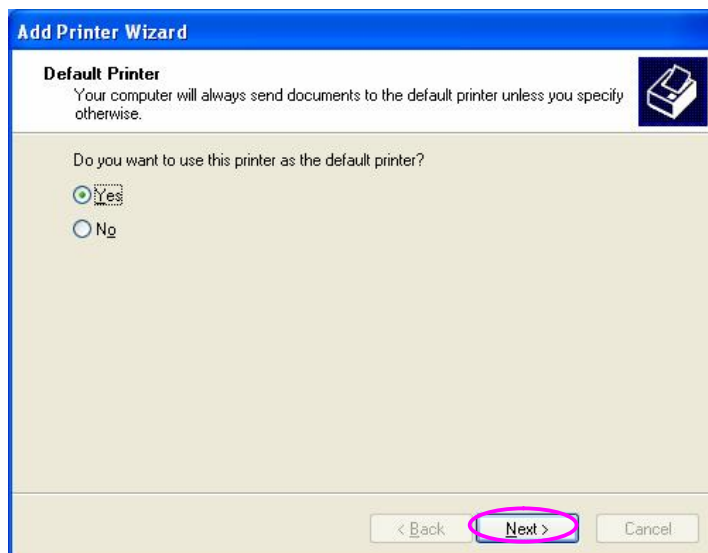 Add Printer Wizard
Default Printer
Your computer will always send documents to the default printer unless you specify
otherwise.
Do you want to use this printer as the default printer?
Yes
No
< Back
Next >
Cancel